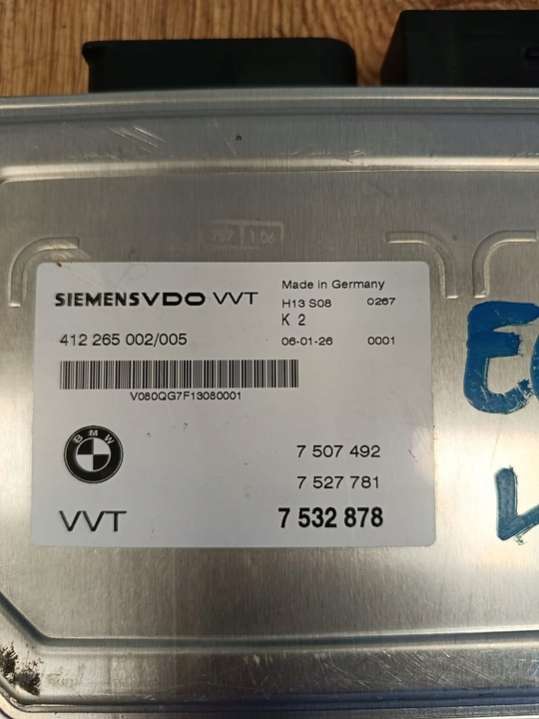 SIEMENSVDO VVT
Made in Germany
H13 S08 0267
K 2
412 265 002/005
06-01-26 0001
V080QG7F13080001
BMW
7 507 492
7 527 781
VVT 7 532 878